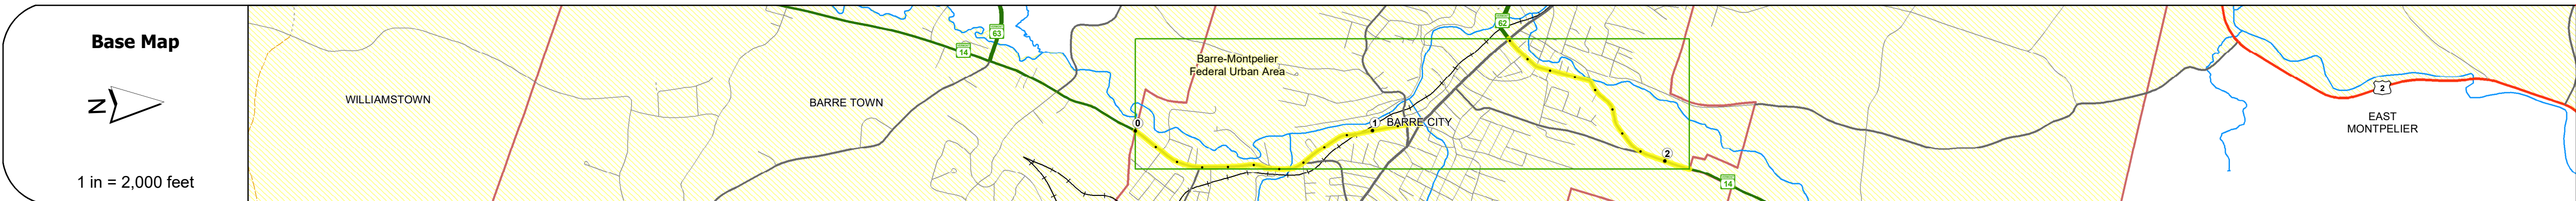 Base Map
N
1 in = 2,000 feet
WILLIAMSTOWN
BARRE TOWN
14
63
0
Barre-Montpelier
Federal Urban Area
1
BARRE CITY
62
2
14
2
EAST
MONTPELIER